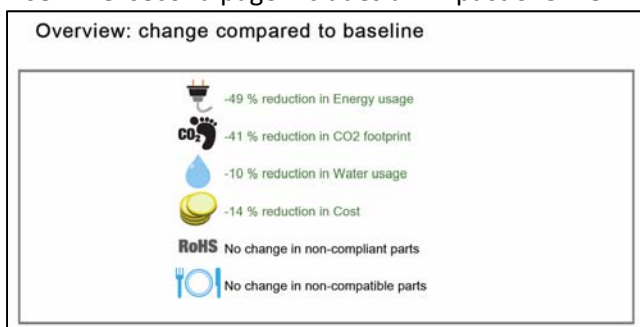 Overview: change compared to baseline
-49 % reduction in Energy usage
CO2 -41 % reduction in CO2 footprint
-10 % reduction in Water usage
-14 % reduction in Cost
RoHS No change in non-compliant parts
No change in non-compatible parts